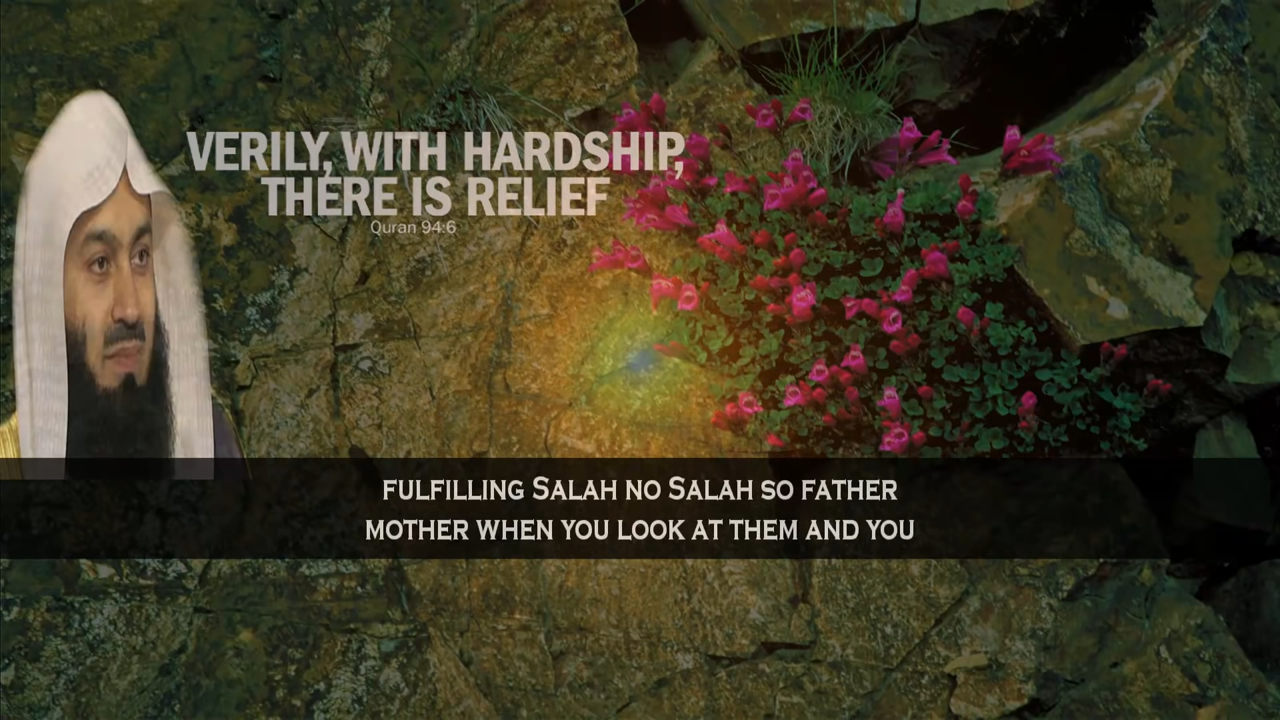 VERILY, WITH HARDSHIP,
THERE IS RELIEF
Quran 94:6
FULFILLING SALAH NO SALAH SO FATHER
MOTHER WHEN YOU LOOK AT THEM AND YOU